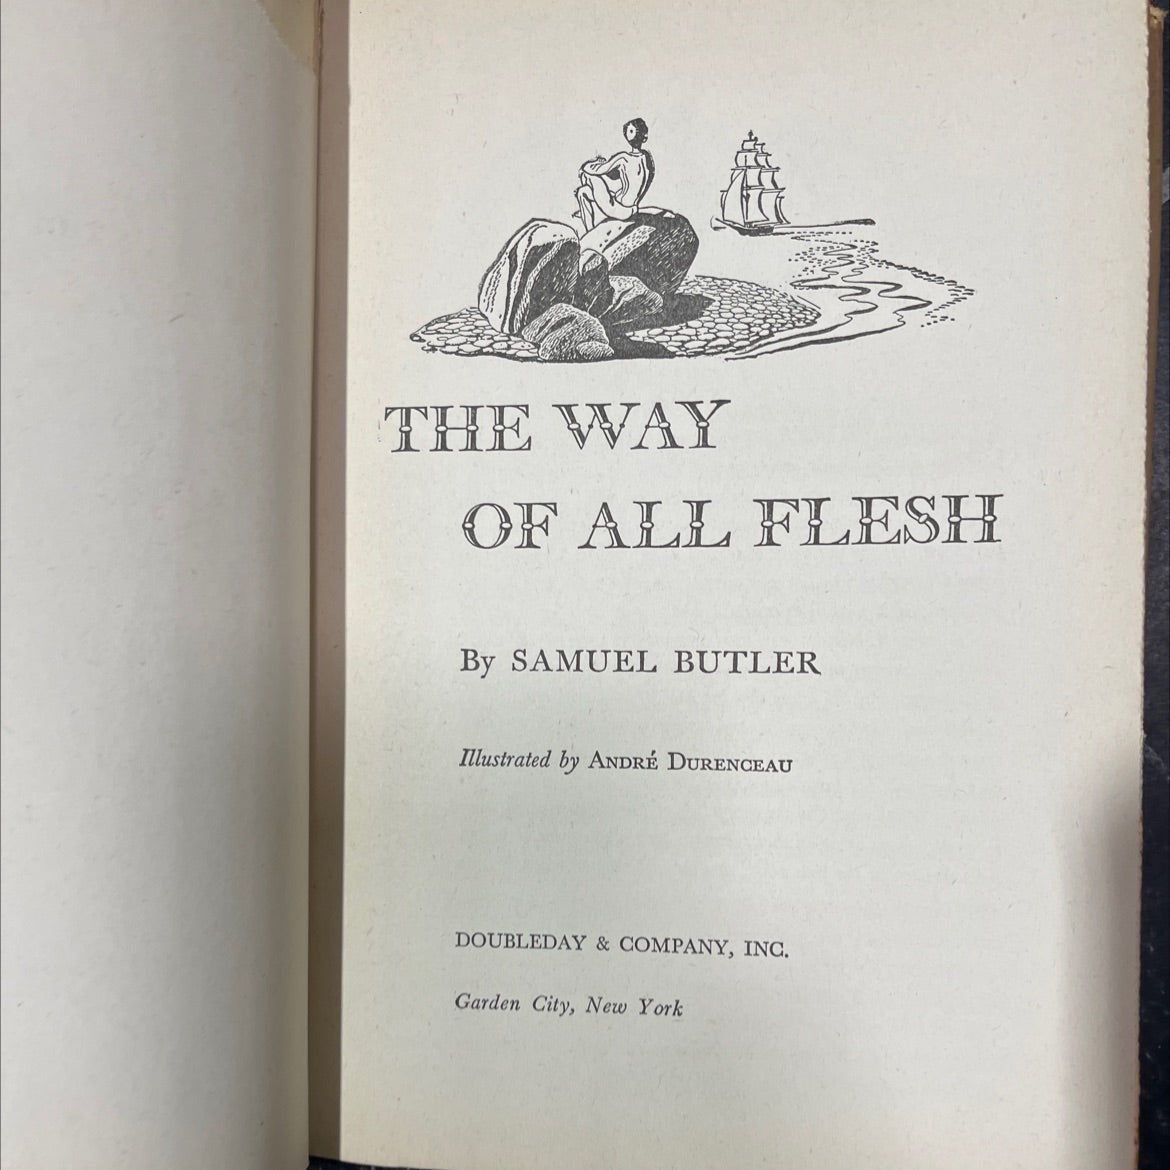 THE WAY
OF ALL FLESH
By SAMUEL BUTLER
Illustrated by ANDRÉ DURENCEAU
DOUBLEDAY & COMPANY, INC.
Garden City, New York